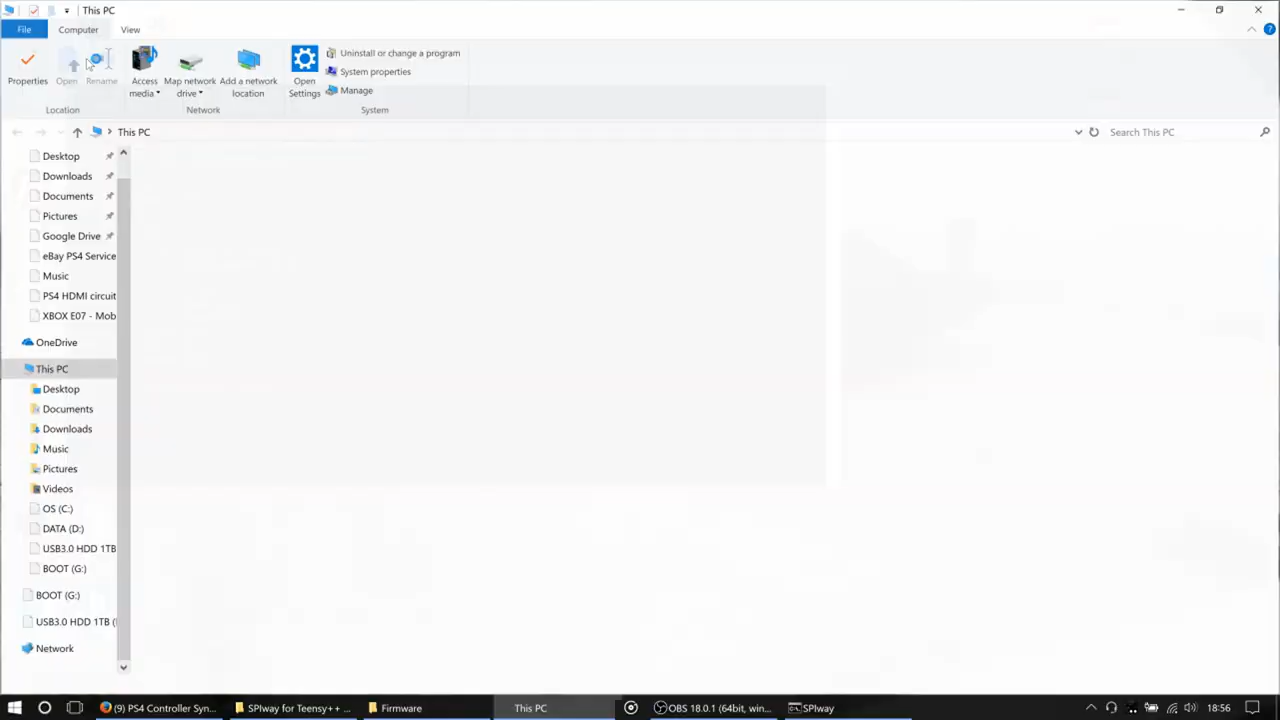 This PC
File
Computer
View
Properties
Open
Rename
Access media
Map network drive
Add a network location
Open Settings
Uninstall or change a program
System properties
Manage
Location
Network
System
This PC
Search This PC
Desktop
Downloads
Documents
Pictures
Google Drive
eBay PS4 Service
Music
PS4 HDMI circuit
XBOX E07 - Mob
OneDrive
This PC
Desktop
Documents
Downloads
Music
Pictures
Videos
OS (C:)
DATA (D:)
USB3.0 HDD 1TB
BOOT (G:)
BOOT (G:)
USB3.0 HDD 1TB (
Network
(9) PS4 Controller Syn...
SPIway for Teensy++ ...
Firmware
This PC
OBS 18.0.1 (64bit, win...
SPIway
18:56